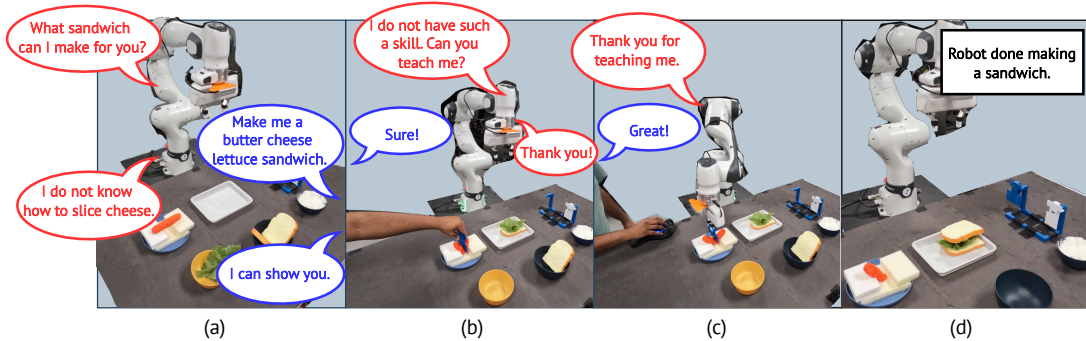 What sandwich
can I make for you?
Make me a
butter cheese
lettuce sandwich.
I do not know
how to slice cheese.
I can show you.
(a)
I do not have such
a skill. Can you
teach me?
Sure!
Thank you!
(b)
Thank you for
teaching me.
Great!
(c)
Robot done making
a sandwich.
(d)